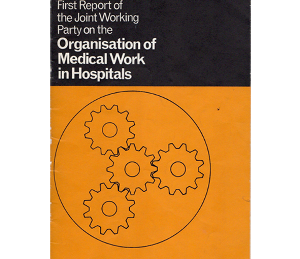 First Report of
the Joint Working
Party on the
Organisation of
Medical Work
in Hospitals